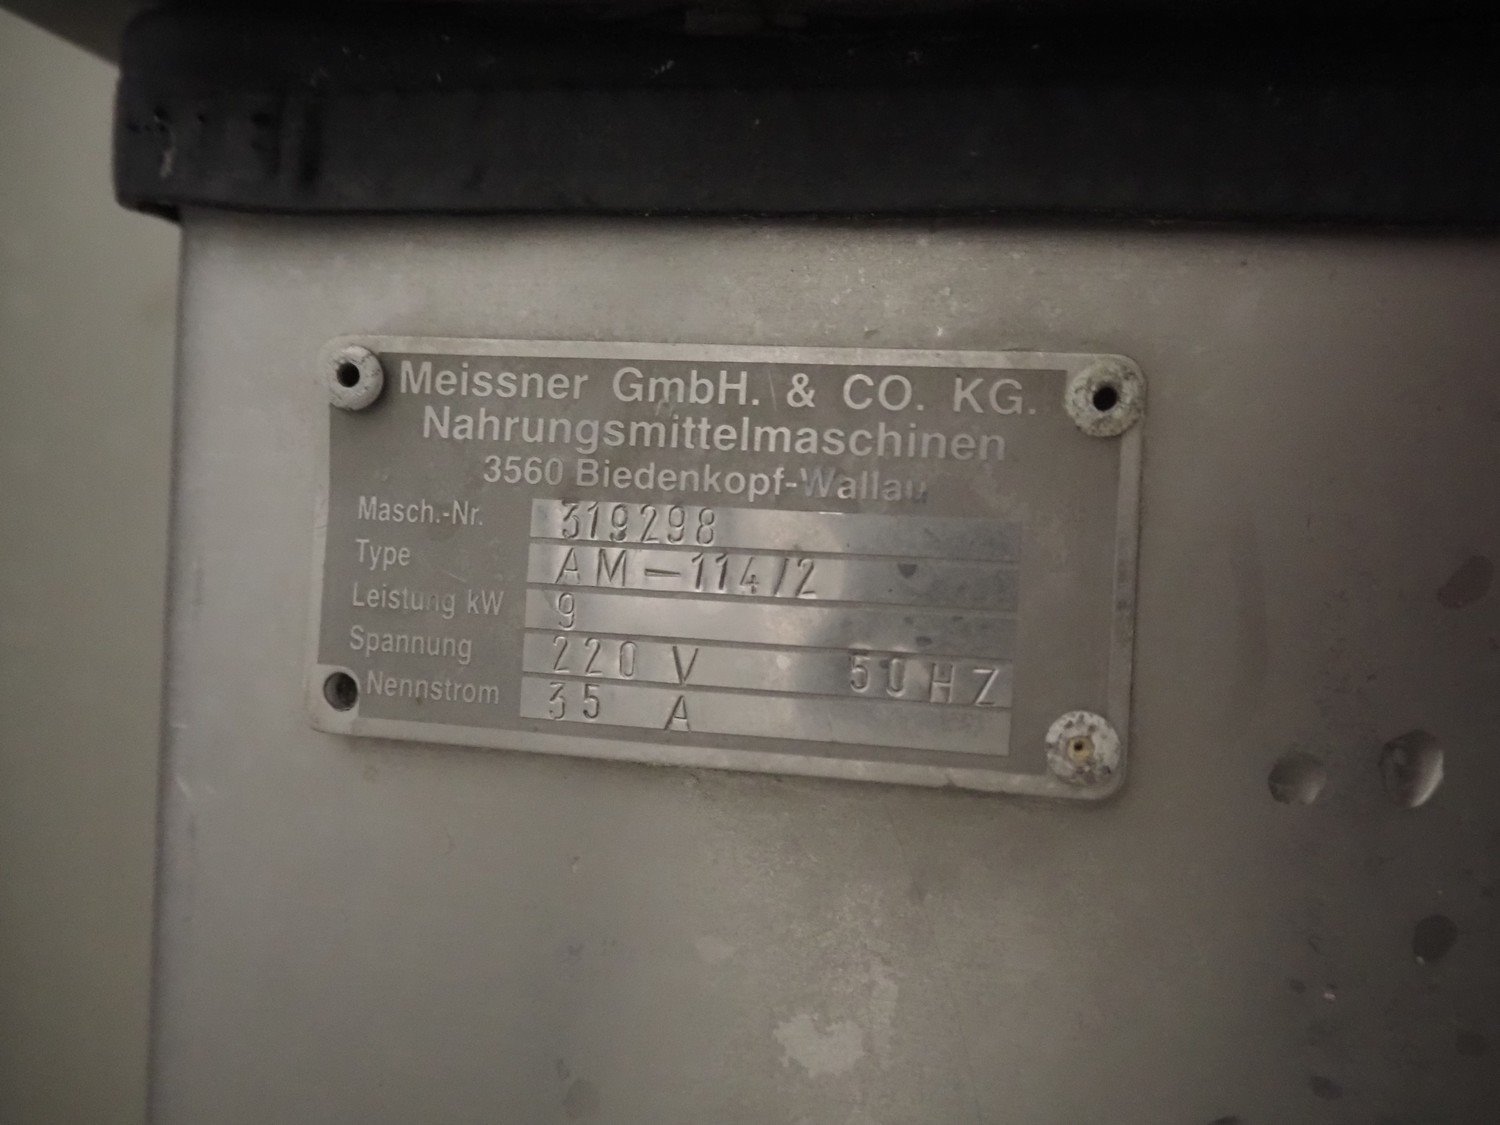 Meissner GmbH. & CO. KG.
Nahrungsmittelmaschinen
3560 Biedenkopf-Wallau
Masch.-Nr. 319298
Type AM-114/2
Leistung kW 9
Spannung 220 V 50 HZ
Nennstrom 35 A